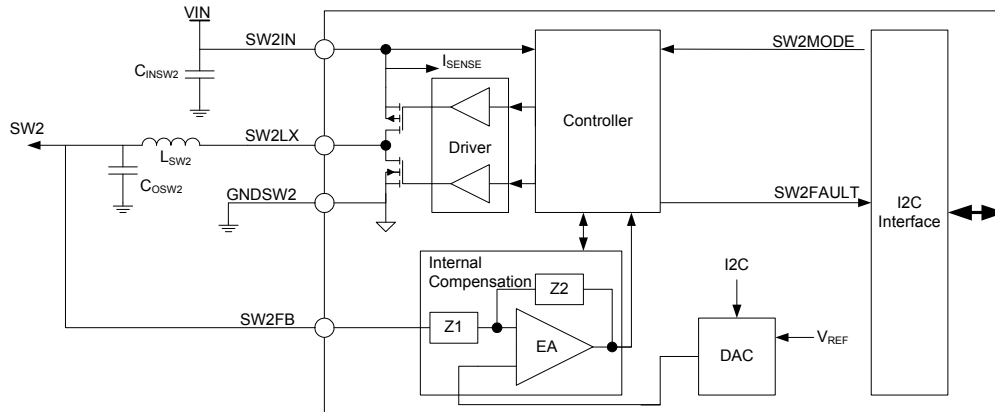 VIN
SW2IN
SW2MODE
CINSW2
ISENSE
Controller
SW2
SW2LX
LSW2
Driver
COSW2
GNDSW2
SW2FAULT
I2C
Interface
Internal
Compensation
I2C
Z2
SW2FB
Z1
EA
DAC
VREF